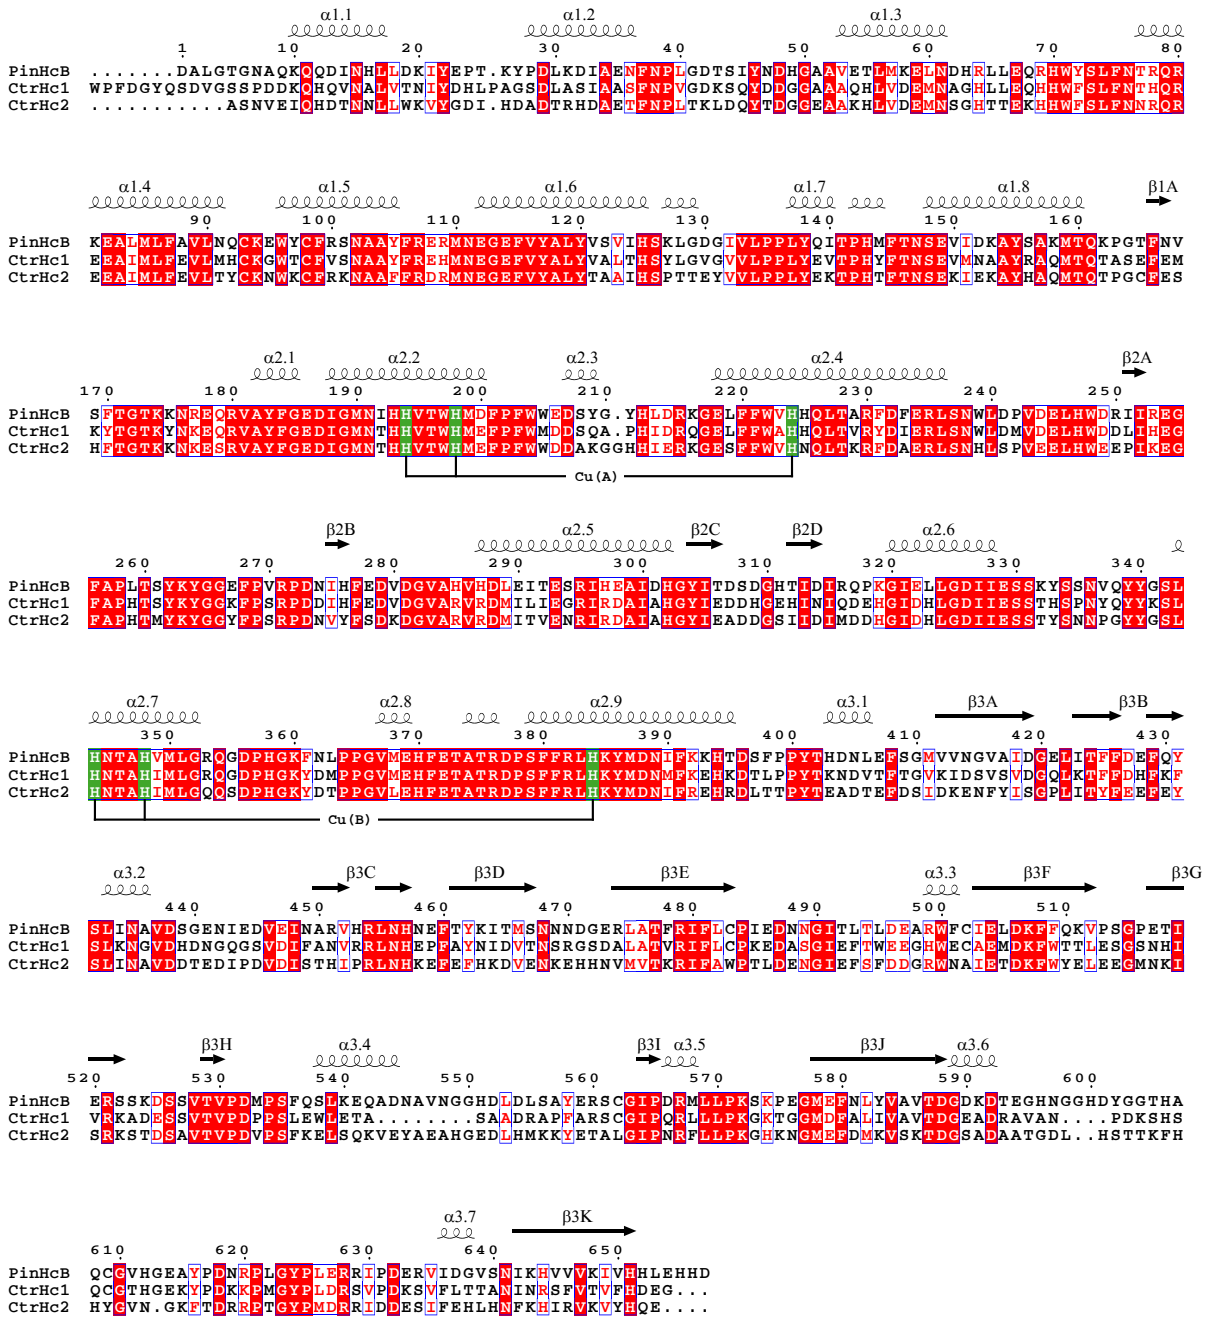 α1.1 α1.2 α1.3
1 10 20 30 40 50 60 70 80
PinHcB .......DALGTGNAQKQQDINHLLDKIYEPT.KYPDLKDIAENFNPLGDTSIYNDHGAAVETLMKELNDHRLLEQRHWYSLFNTRQR
CtrHc1 WPFDGYQSDVGSSPDDKQHQVNALVTNIYDHLPAGSDLASIAASFNPVGDKSQYDDGGAAAQHLVDEMNAGHLLEQHHWFSLFNTHQR
CtrHc2 ...........ASNVEIQHDTNNLLWKVYGDI.HDADTRHDAETFNPLTKLDQYTDGGEAAKHLVDEMNSGHTTEKHHWFSLFNNRQR
α1.4 α1.5 α1.6 α1.7 α1.8 β1A
90 100 110 120 130 140 150 160
PinHcB KEALMLFAVLNQCKEWYCFRSNAAYFRERMNEGEFVYALYVSVIHSKLGDGIVLPPLYQITPHMFTNSEVIDKAYSAKMTQKPGTFNV
CtrHc1 EEAIMLFEVLMHCKGWTCFVSNAAYFREHMNEGEFVYALYVALTHSYLGVGVVLPPLYEVTPHYFTNSEVMNAAYRAQMTQTASEFEM
CtrHc2 EEAIMLFEVLTYCKNWKCFRKNAAFFRDRMNEGEFVYALYTAAIHSPTTEYVVLPPLYEKTPHTFTNSEKIEKAYHAQMTQTPGCFES
α2.1 α2.2 α2.3 α2.4 β2A
170 180 190 200 210 220 230 240 250
PinHcB SFTGTKKNREQRVAYFGEDIGMNIHHVTWHMDFPFWWEDSYG.YHLDRKGELFFWVHHQLTARFDFERLSNWLDPVDELHWDRIIREG
CtrHc1 KYTGTKYNKEQRVAYFGEDIGMNTHHVTWHMEFPFWMDDSQA.PHIDRQGELFFWAHHQLTVRYDIERLSNWLDMVDELHWDDLIHEG
CtrHc2 HFTGTKKNKESRVAYFGEDIGMNTHHVTWHMEFPFWWDDAKGGHHIERKGESFFWVHNQLTKRFDAERLSNHLSPVEELHWEEPIKEG
Cu(A)
β2B α2.5 β2C β2D α2.6
260 270 280 290 300 310 320 330 340
PinHcB FAPLTSYKYGGEFPVRPDNIHFEDVDGVAHVHDLEITESRIHEAIDHGYITDSDGHTIDIRQPKGIELLGDIIESSKYSSNVQYYGSL
CtrHc1 FAPHTSYKYGGKFPSRPDDIHFEDVDGVARVRDMILIEGRIRDAIAHGYIEDDHGEHINIQDEHGIDHLGDIIESSTHSPNYQYYKSL
CtrHc2 FAPHTMYKYGGYFPSRPDNVYFSDKDGVARVRDMITVENRIRDAIAHGYIEADDGSIIDIMDDHGIDHLGDIIESSTYSNNPGYYGSL
α2.7 α2.8 α2.9 α3.1 β3A β3B
350 360 370 380 390 400 410 420 430
PinHcB HNTAHVMLGRQGDPHGKFNLPPGVMEHFETATRDPSFFRLHKYMDNIFKKHTDSFPPYTHDNLEFSGMVVNGVAIDGELITFFDEFQY
CtrHc1 HNTAHIMLGRQGDPHGKYDMPPGVMEHFETATRDPSFFRLHKYMDNMFKEHKDTLPPYTKNDVTFTGVKIDSVSVDGQLKTFFDHFKF
CtrHc2 HNTAHIMLGQQSDPHGKYDTPPGVLEHFETATRDPSFFRLHKYMDNIFREHRDLTTPYTEADTEFDSIDKENFYISGPLITYFEEFEY
Cu(B)
α3.2 β3C β3D β3E α3.3 β3F β3G
440 450 460 470 480 490 500 510
PinHcB SLINAVDSGENIEDVEINARVHRLNHNEFTYKITMSNNNDGERLATFRIFLCPIEDNNGITLTLDEARWFCIELDKFFQKVPSGPETI
CtrHc1 SLKNGVDHDNGQGSVDIFANVRRLNHEPFAYNIDVTNSRGSDALATVRIFLCPKEDASGIEFTWEEGHWECAEMDKFWTTLESGSNHI
CtrHc2 SLINAVDDTEDIPDVDISTHIPRLNHKEFEFHKDVENKEHHNVMVTKRIFAWPTLDENGIEFSFDDGRWNAIETDKFWYELEEGMNKI
β3H α3.4 β3I α3.5 β3J α3.6
520 530 540 550 560 570 580 590 600
PinHcB ERSSKDSSVTVPDMPSFQSLKEQADNAVNGGHDLDLSAYERSCGIPDRMLLPKSKPEGMEFNLYVAVTDGDKDTEGHNGGHDYGGTHA
CtrHc1 VRKADESSVTVPDPPSLEWLETA........SAADRAPFARSCGIPQRLLLPKGKTGGMDFALIVAVTDGEADRAVAN....PDKSHS
CtrHc2 SRKSTDSAVTVPDVPSFKELSQKVEYAEAHGEDLHMKKYETALGIPNRFLLPKGHKNGMEFDMKVSKTDGSADAATGDL..HSTTKFH
α3.7 β3K
610 620 630 640 650
PinHcB QCGVHGEAYPDNRPLGYPLERRIPDERVIDGVSNIKHVVVKIVHHLEHHD
CtrHc1 QCGTHGEKYPDKKPMGYPLDRSVPDKSVFLTTANINRSFVTVFHDEG...
CtrHc2 HYGVN.GKFTDRRPTGYPMDRRIDDESIFEHLHNFKHIRVKVYHQE....